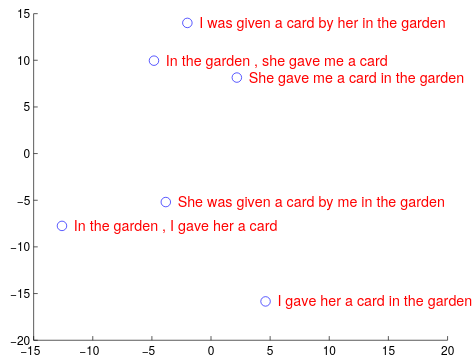 15
I was given a card by her in the garden
10
In the garden , she gave me a card
She gave me a card in the garden
5
0
−5
She was given a card by me in the garden
In the garden , I gave her a card
−10
−15
I gave her a card in the garden
−20
−15 −10 −5 0 5 10 15 20